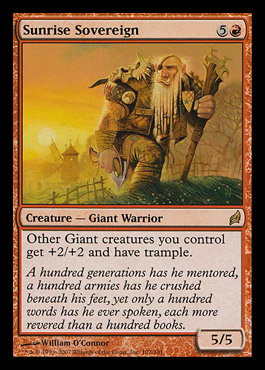 Sunrise Sovereign 5
Creature — Giant Warrior
Other Giant creatures you control
get +2/+2 and have trample.
A hundred generations has he mentored,
a hundred armies has he crushed
beneath his feet, yet only a hundred
words has he ever spoken, each
more revered than a hundred books.
William O'Connor
5/5